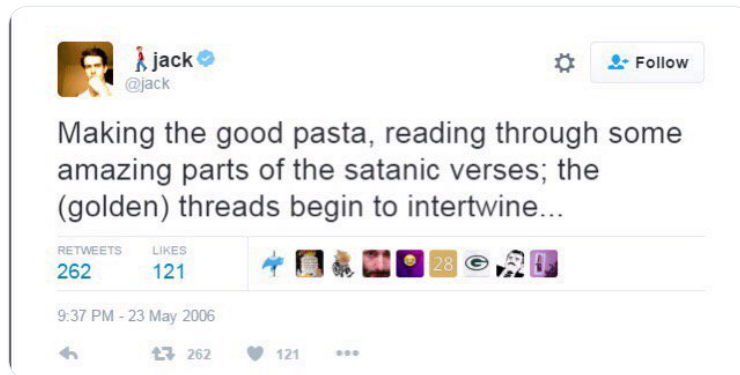 jack
@jack
Follow
Making the good pasta, reading through some
amazing parts of the satanic verses; the
(golden) threads begin to intertwine...
RETWEETS LIKES
262 121
28
9:37 PM - 23 May 2006
262 121